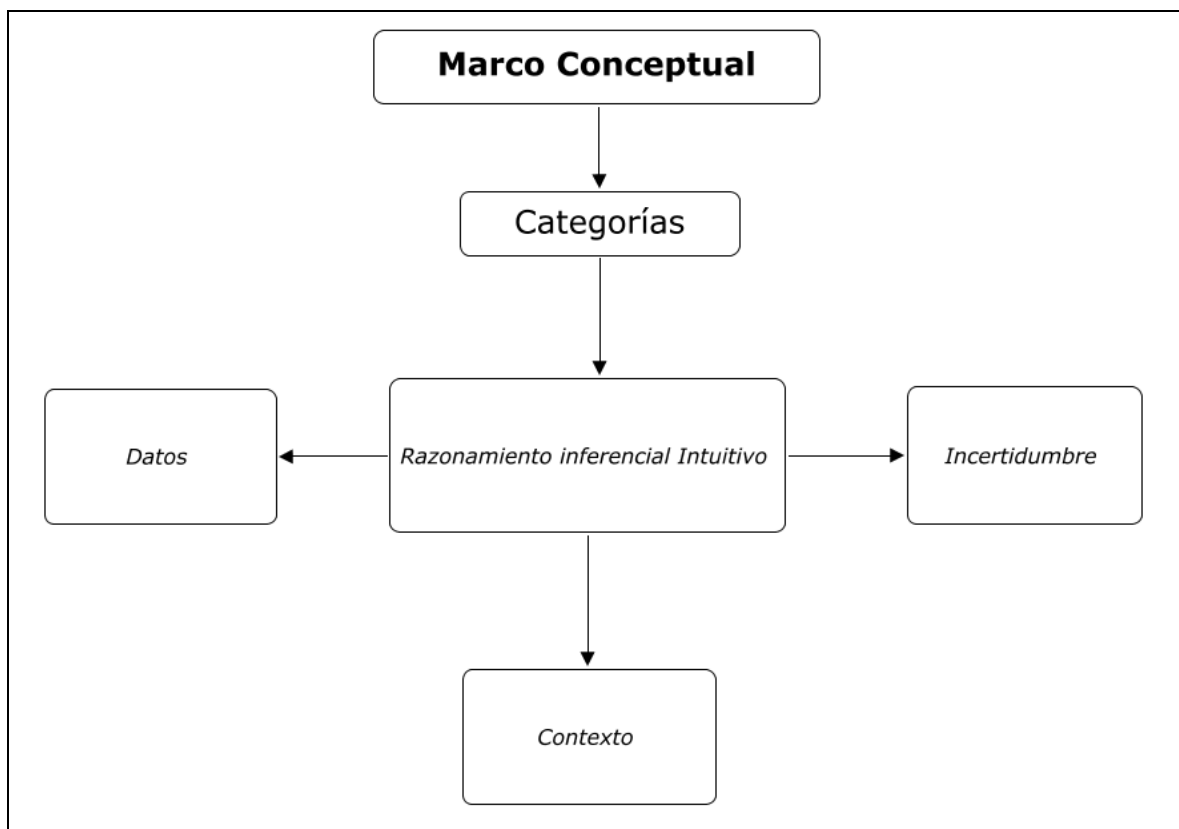 Marco Conceptual
Categorías
Datos
Razonamiento inferencial Intuitivo
Incertidumbre
Contexto